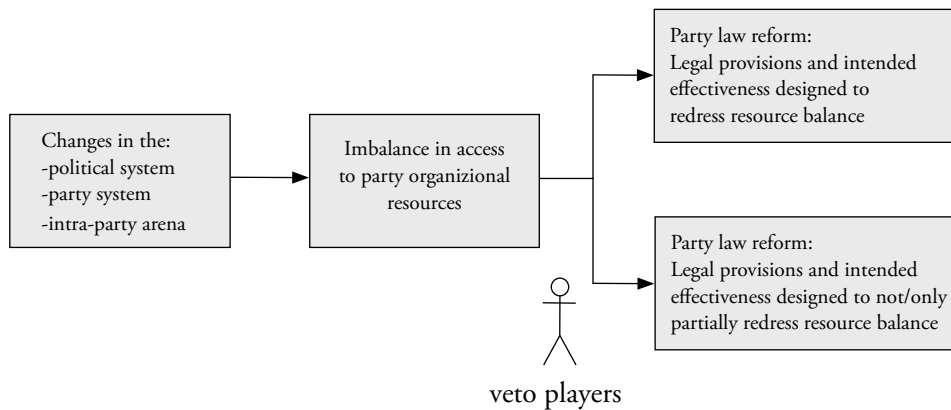 Changes in the:
-political system
-party system
-intra-party arena
Imbalance in access
to party organizional
resources
Party law reform:
Legal provisions and intended
effectiveness designed to
redress resource balance
Party law reform:
Legal provisions and intended
effectiveness designed to not/only
partially redress resource balance
veto players